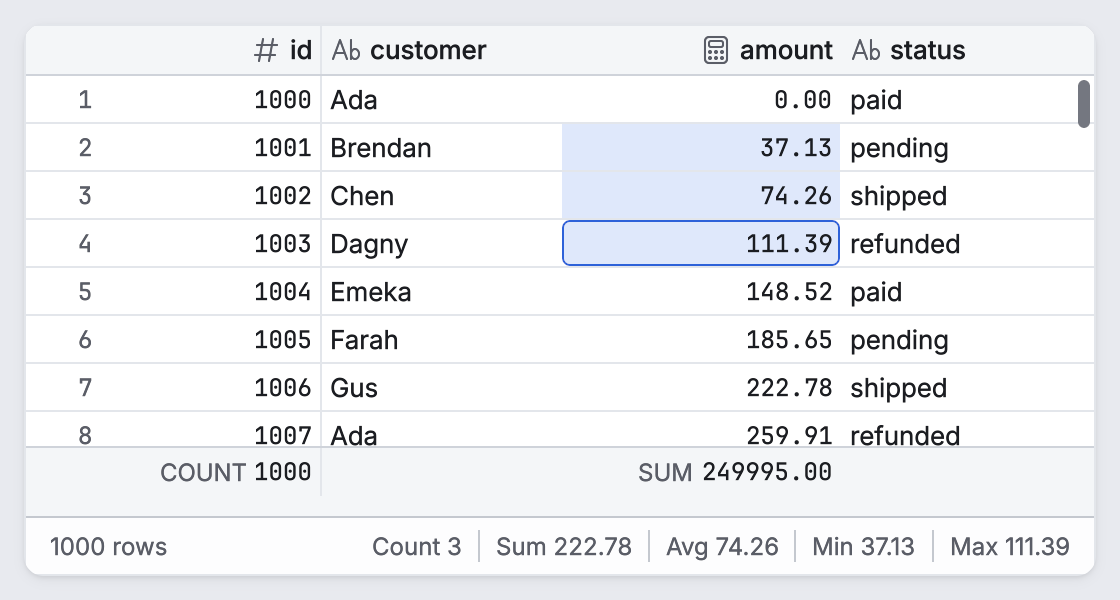 # id Ab customer amount Ab status
1 1000 Ada 0.00 paid
2 1001 Brendan 37.13 pending
3 1002 Chen 74.26 shipped
4 1003 Dagny 111.39 refunded
5 1004 Emeka 148.52 paid
6 1005 Farah 185.65 pending
7 1006 Gus 222.78 shipped
8 1007 Ada 259.91 refunded
COUNT 1000 SUM 249995.00
1000 rows Count 3 Sum 222.78 Avg 74.26 Min 37.13 Max 111.39